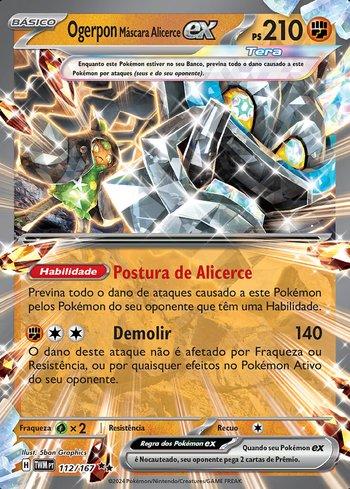 BÁSICO
Ogerpon Máscara Alicerce ex PS 210
Tera
Enquanto este Pokémon estiver no seu Banco, previna todo o dano causado a este
Pokémon por ataques (seus e do seu oponente).
Habilidade Postura de Alicerce
Previna todo o dano de ataques causado a este Pokémon
pelos Pokémon do seu oponente que têm uma Habilidade.
Demolir 140
O dano deste ataque não é afetado por Fraqueza ou
Resistência, ou por quaisquer efeitos no Pokémon Ativo
do seu oponente.
Fraqueza ×2 Resistência Recuo
Ilust. 5ban Graphics
Regra dos Pokémon ex Quando seu Pokémon ex
é Nocauteado, seu oponente pega 2 cartas de Prêmio.
H TWM PT 112/167 ★★
©2024 Pokémon/Nintendo/Creatures/GAME FREAK.